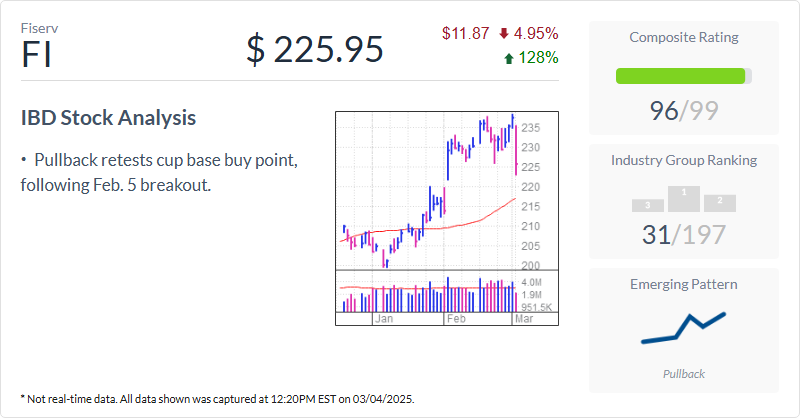 Fiserv
FI
$ 225.95
$11.87 4.95%
128%
IBD Stock Analysis
• Pullback retests cup base buy point,
following Feb. 5 breakout.
235
230
225
220
215
210
205
200
4.0M
1.9M
951.5K
Jan Feb Mar
Composite Rating
96/99
Industry Group Ranking
3 1 2
31/197
Emerging Pattern
Pullback
* Not real-time data. All data shown was captured at 12:20PM EST on 03/04/2025.